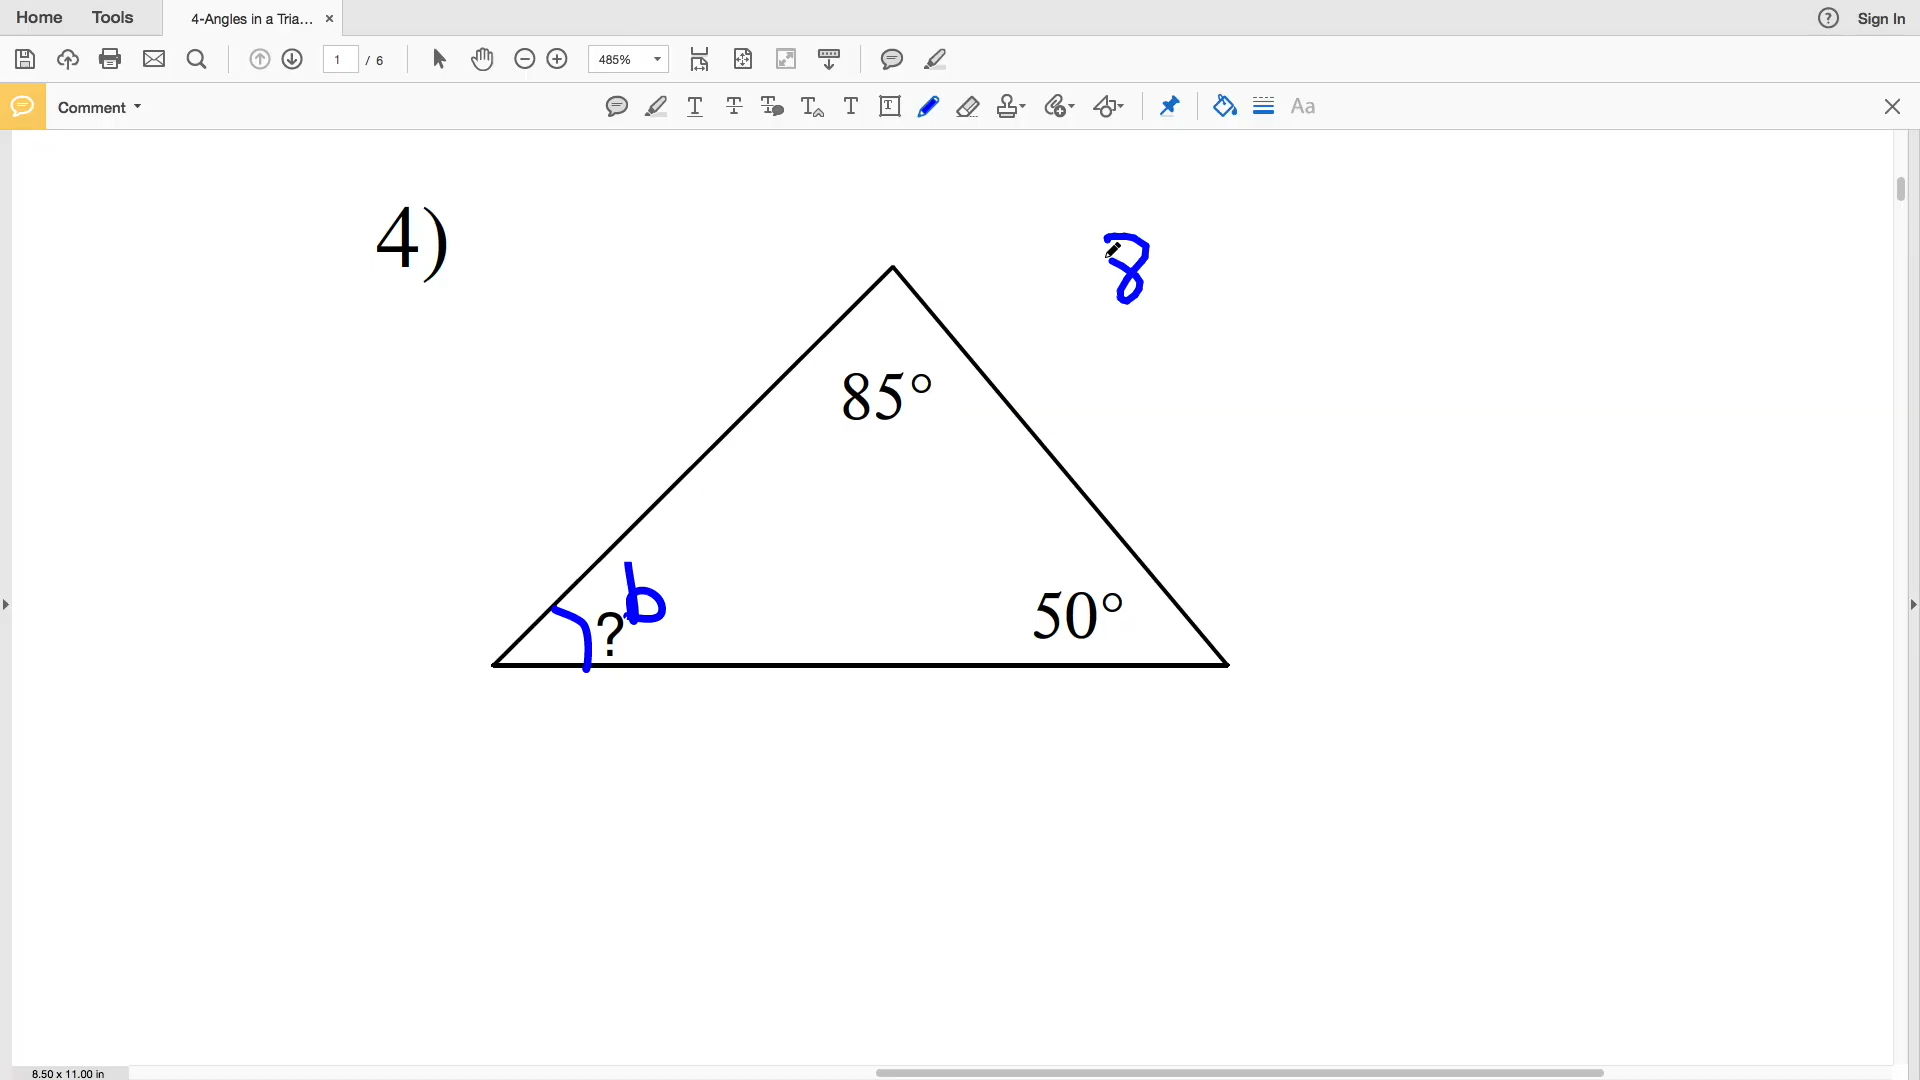 Home Tools 4-Angles in a Tria... × ? Sign In
1 / 6 485%
Comment T T T T T T Aa
4)
8
85°
b
? 50°
8.50 x 11.00 in